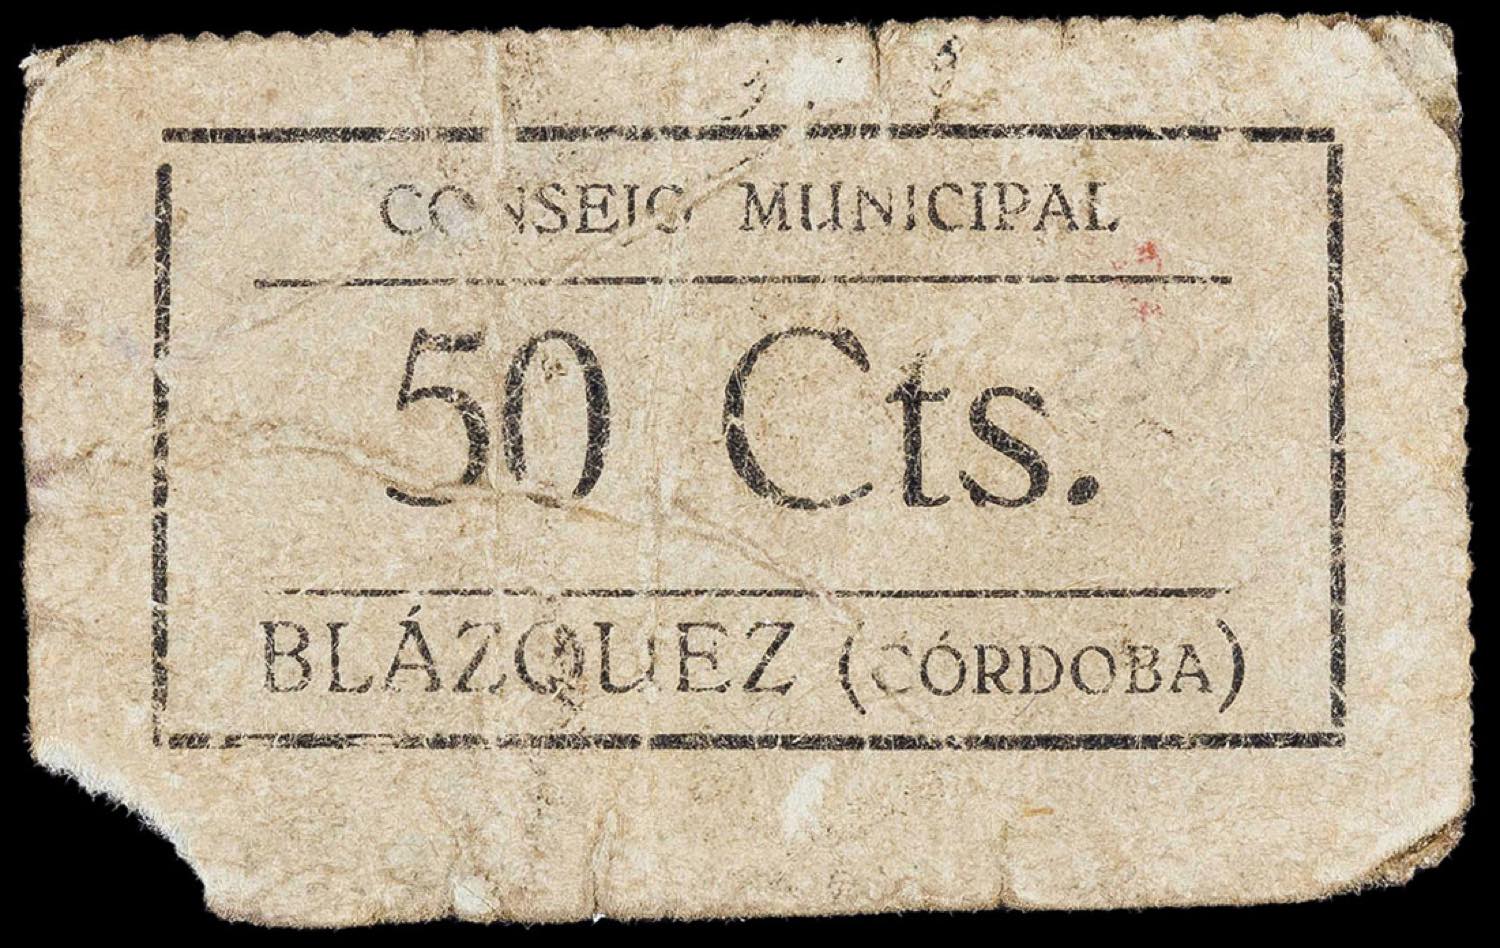 CONSEJO MUNICIPAL
50 Cts.
BLÁZQUEZ (CÓRDOBA)